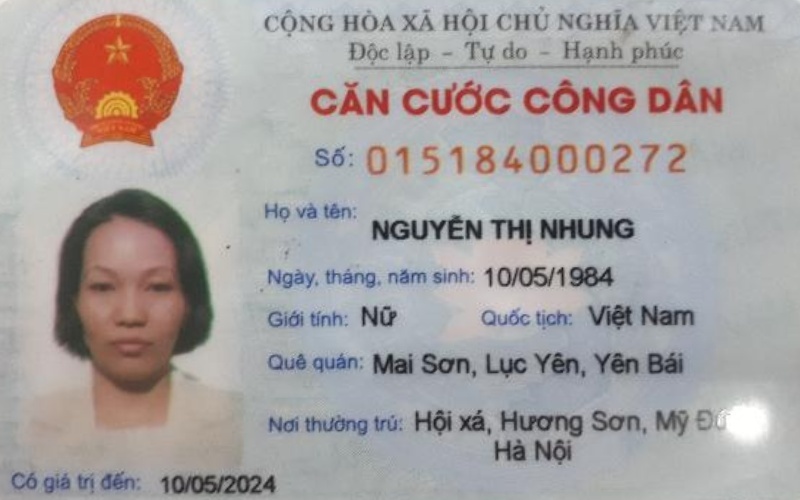 CỘNG HÒA XÃ HỘI CHỦ NGHĨA VIỆT NAM
Độc lập - Tự do - Hạnh phúc
CĂN CƯỚC CÔNG DÂN
Số: 015184000272
Họ và tên: NGUYỄN THỊ NHUNG
Ngày, tháng, năm sinh: 10/05/1984
Giới tính: Nữ Quốc tịch: Việt Nam
Quê quán: Mai Sơn, Lục Yên, Yên Bái
Nơi thường trú: Hội xá, Hương Sơn, Mỹ
Hà Nội
Có giá trị đến: 10/05/2024